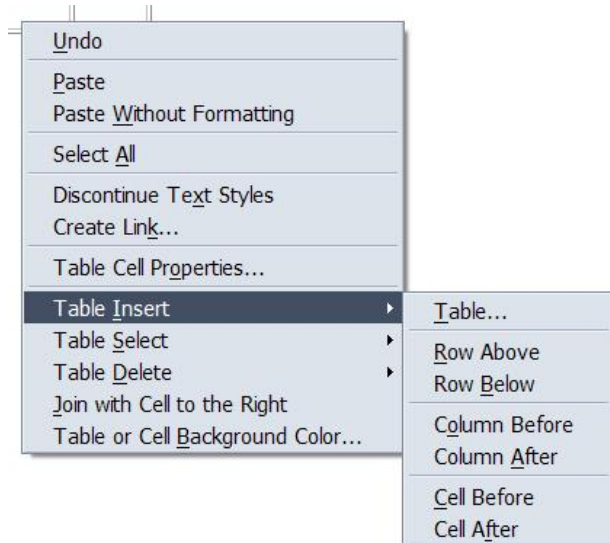 Undo
Paste
Paste Without Formatting
Select All
Discontinue Text Styles
Create Link...
Table Cell Properties...
Table Insert
Table Select
Table Delete
Join with Cell to the Right
Table or Cell Background Color...
Table...
Row Above
Row Below
Column Before
Column After
Cell Before
Cell After